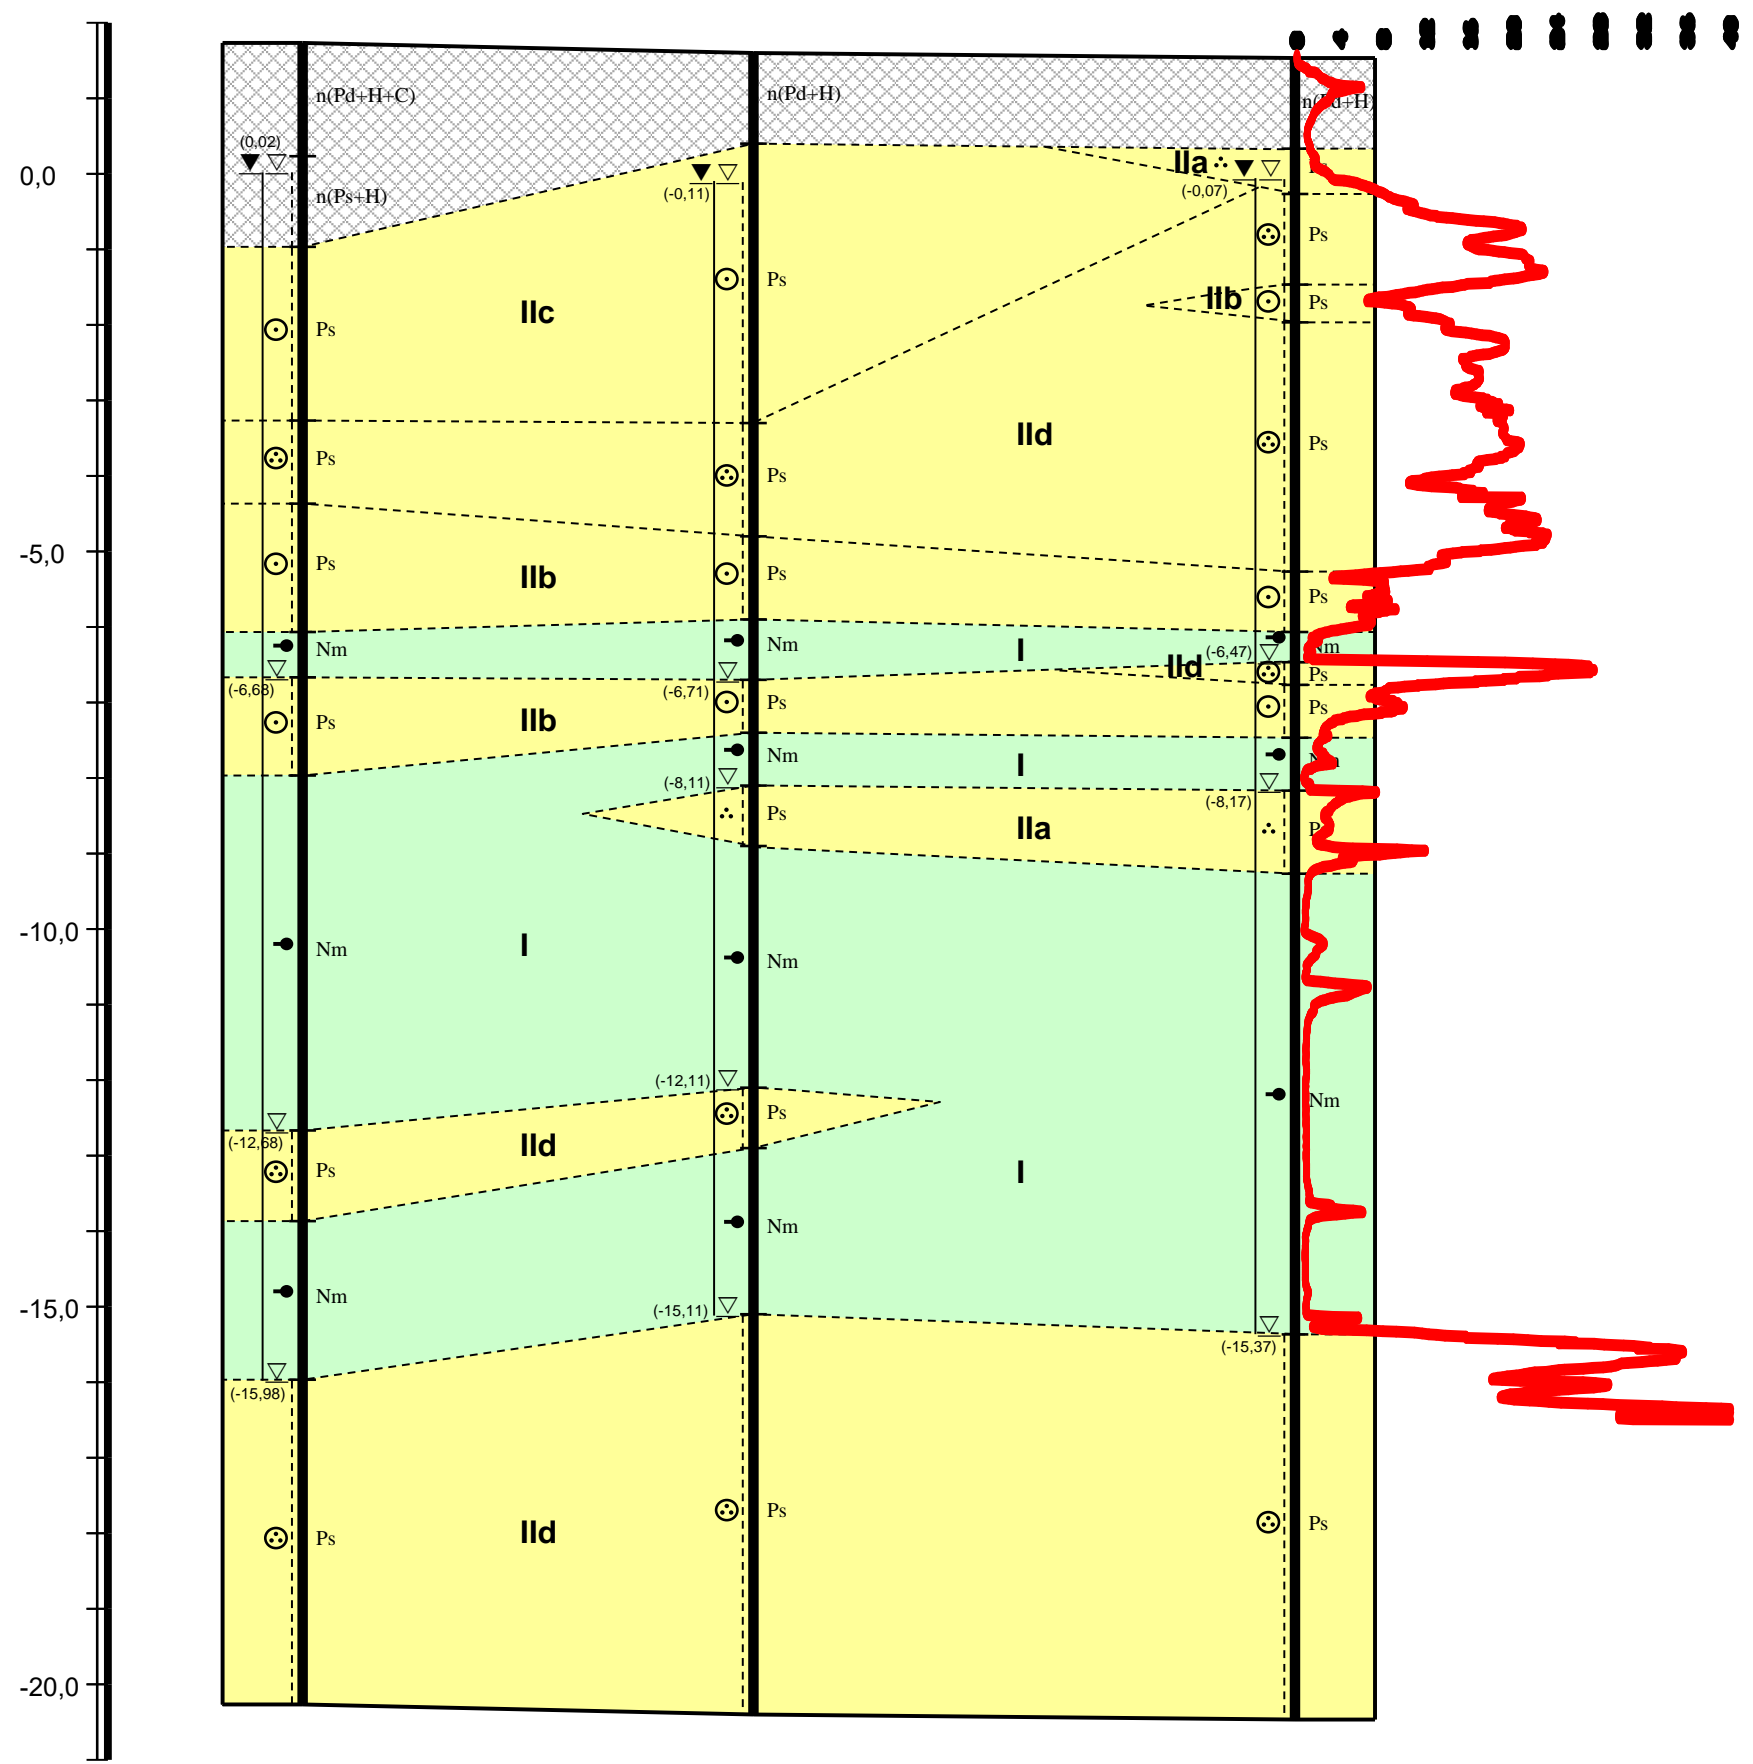 n(Pd+H+C)
n(Pd+H)
(0,02)
IIa
0,0
n(Ps+H)
(-0,11)
(-0,07)
Ps
Ps
IIb
Ps
IIc
Ps
IId
Ps
Ps
Ps
-5,0
IIb
Ps
Ps
Ps
Nm
Nm
I
(-6,47)
IId
Ps
(-6,68)
(-6,71)
Ps
IIb
Ps
Ps
Nm
I
(-8,11)
(-8,17)
Ps
IIa
-10,0
Nm
I
Nm
(-12,11)
Nm
Ps
(-12,68)
IId
Ps
I
Nm
Nm
-15,0
(-15,11)
(-15,37)
(-15,98)
Ps
Ps
IId
Ps
-20,0